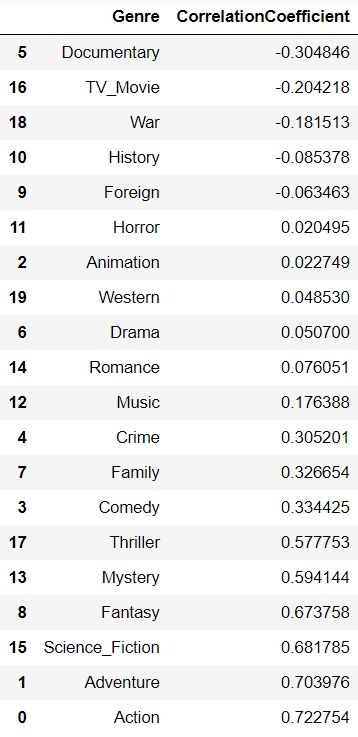 Genre CorrelationCoefficient
5 Documentary -0.304846
16 TV_Movie -0.204218
18 War -0.181513
10 History -0.085378
9 Foreign -0.063463
11 Horror 0.020495
2 Animation 0.022749
19 Western 0.048530
6 Drama 0.050700
14 Romance 0.076051
12 Music 0.176388
4 Crime 0.305201
7 Family 0.326654
3 Comedy 0.334425
17 Thriller 0.577753
13 Mystery 0.594144
8 Fantasy 0.673758
15 Science_Fiction 0.681785
1 Adventure 0.703976
0 Action 0.722754